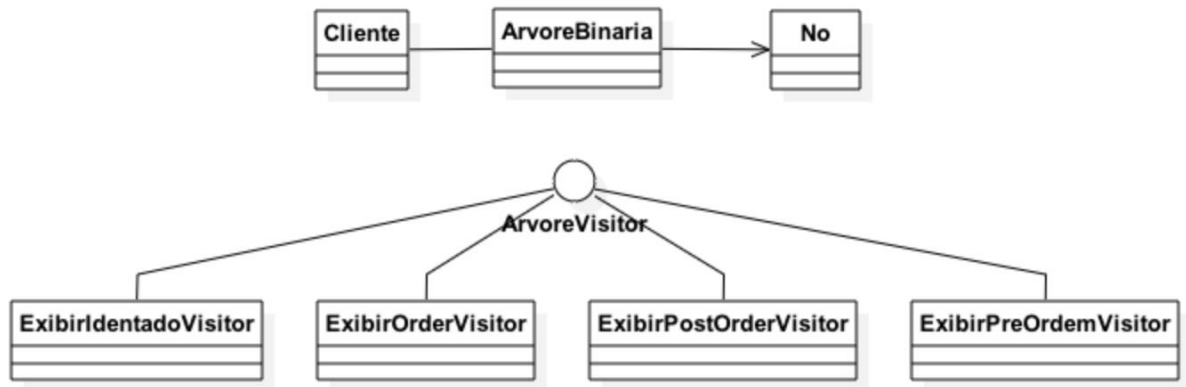 Cliente
ArvoreBinaria
No
ArvoreVisitor
ExibirIdentadoVisitor
ExibirOrderVisitor
ExibirPostOrderVisitor
ExibirPreOrdemVisitor